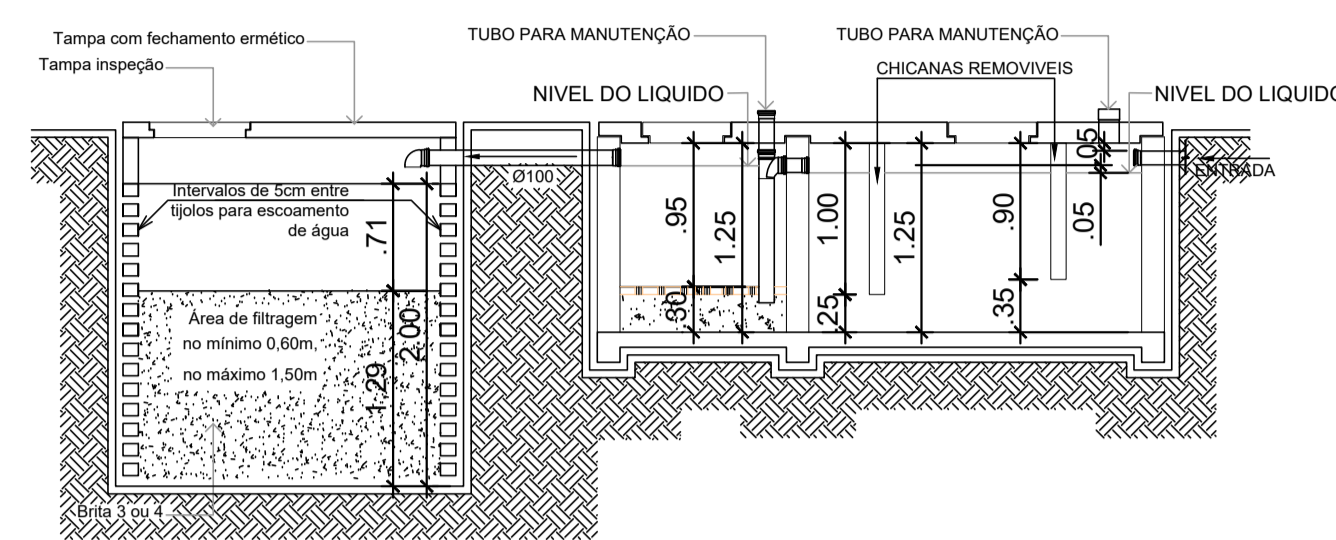 Tampa com fechamento ermético
Tampa inspeção
TUBO PARA MANUTENÇÃO
TUBO PARA MANUTENÇÃO
CHICANAS REMOVIVEIS
NIVEL DO LIQUIDO
NIVEL DO LIQUIDO
.05
ENTRADA
Ø100
Intervalos de 5cm entre
tijolos para escoamento
de água
.71
.95
1.25
1.00
1.25
.90
.05
.30
.25
.35
Área de filtragem
no mínimo 0,60m,
no máximo 1,50m
2.00
1.29
Brita 3 ou 4